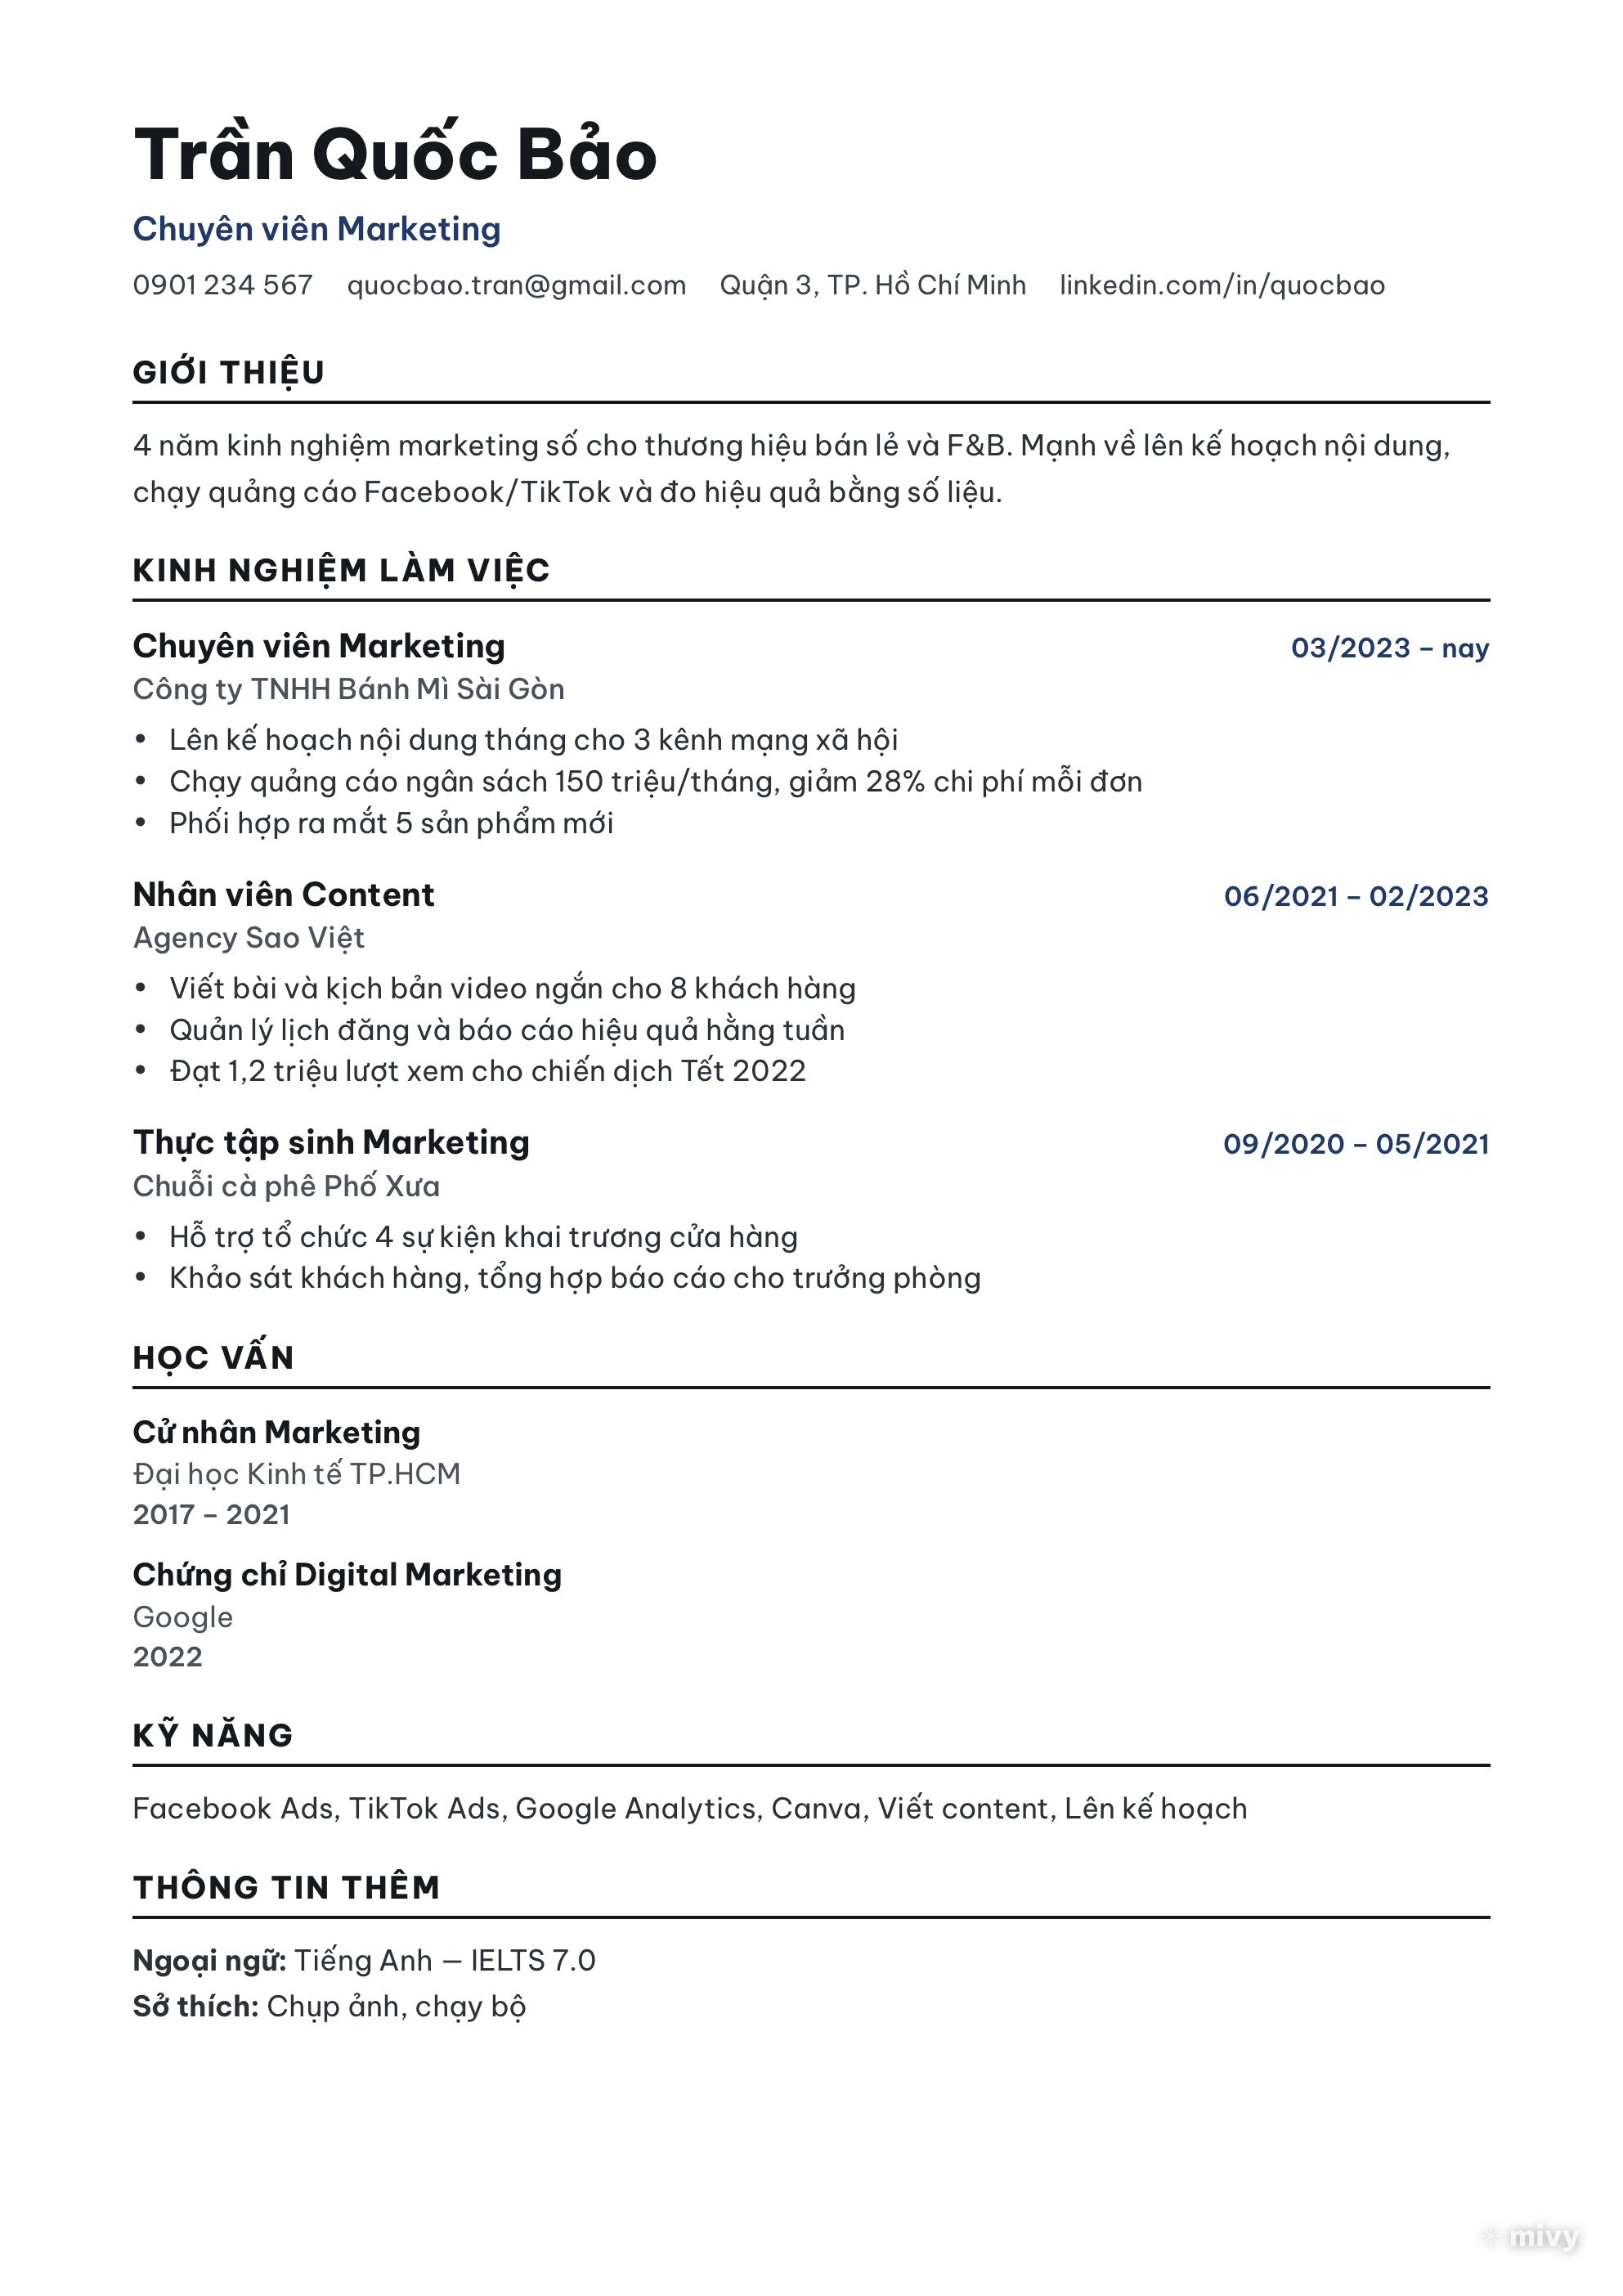 Trần Quốc Bảo
Chuyên viên Marketing
0901 234 567 quocbao.tran@gmail.com Quận 3, TP. Hồ Chí Minh linkedin.com/in/quocbao
GIỚI THIỆU
4 năm kinh nghiệm marketing số cho thương hiệu bán lẻ và F&B. Mạnh về lên kế hoạch nội dung,
chạy quảng cáo Facebook/TikTok và đo hiệu quả bằng số liệu.
KINH NGHIỆM LÀM VIỆC
Chuyên viên Marketing 03/2023 – nay
Công ty TNHH Bánh Mì Sài Gòn
• Lên kế hoạch nội dung tháng cho 3 kênh mạng xã hội
• Chạy quảng cáo ngân sách 150 triệu/tháng, giảm 28% chi phí mỗi đơn
• Phối hợp ra mắt 5 sản phẩm mới
Nhân viên Content 06/2021 – 02/2023
Agency Sao Việt
• Viết bài và kịch bản video ngắn cho 8 khách hàng
• Quản lý lịch đăng và báo cáo hiệu quả hằng tuần
• Đạt 1,2 triệu lượt xem cho chiến dịch Tết 2022
Thực tập sinh Marketing 09/2020 – 05/2021
Chuỗi cà phê Phố Xưa
• Hỗ trợ tổ chức 4 sự kiện khai trương cửa hàng
• Khảo sát khách hàng, tổng hợp báo cáo cho trưởng phòng
HỌC VẤN
Cử nhân Marketing
Đại học Kinh tế TP.HCM
2017 – 2021
Chứng chỉ Digital Marketing
Google
2022
KỸ NĂNG
Facebook Ads, TikTok Ads, Google Analytics, Canva, Viết content, Lên kế hoạch
THÔNG TIN THÊM
Ngoại ngữ: Tiếng Anh — IELTS 7.0
Sở thích: Chụp ảnh, chạy bộ
mivy